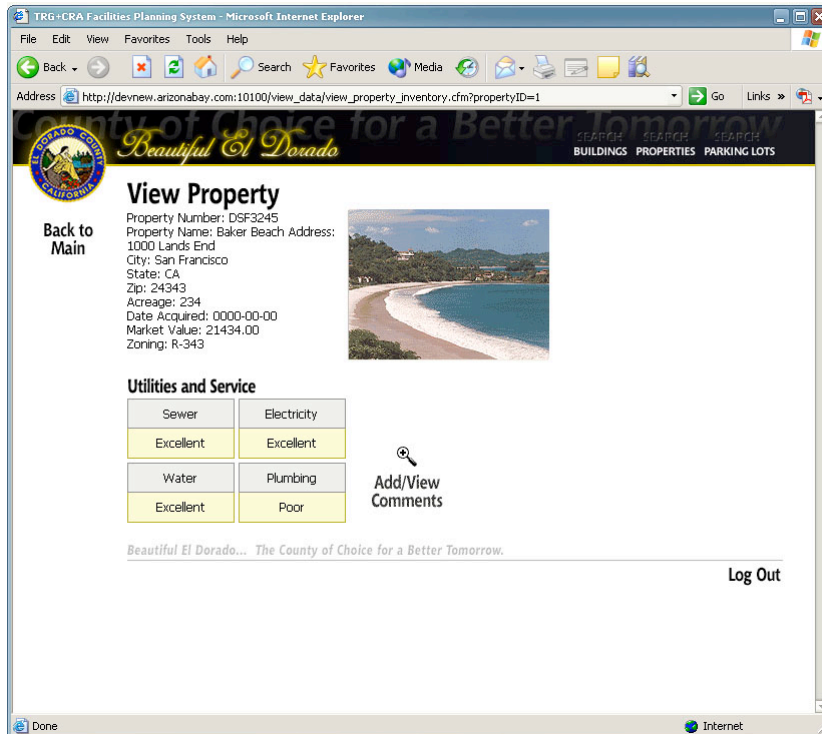 TRG+CRA Facilities Planning System - Microsoft Internet Explorer
File Edit View Favorites Tools Help
Back Search Favorites Media
Address http://devnew.arizonabay.com:10100/view_data/view_property_inventory.cfm?propertyID=1 Go Links »
County of Choice for a Better Tomorrow
EL DORADO COUNTY CALIFORNIA
Beautiful El Dorado
SEARCH SEARCH SEARCH
BUILDINGS PROPERTIES PARKING LOTS
Back to
Main
View Property
Property Number: DSF3245
Property Name: Baker Beach Address:
1000 Lands End
City: San Francisco
State: CA
Zip: 24343
Acreage: 234
Date Acquired: 0000-00-00
Market Value: 21434.00
Zoning: R-343
Utilities and Service
Sewer Electricity
Excellent Excellent
Water Plumbing
Excellent Poor
Add/View
Comments
Beautiful El Dorado... The County of Choice for a Better Tomorrow.
Log Out
Done Internet